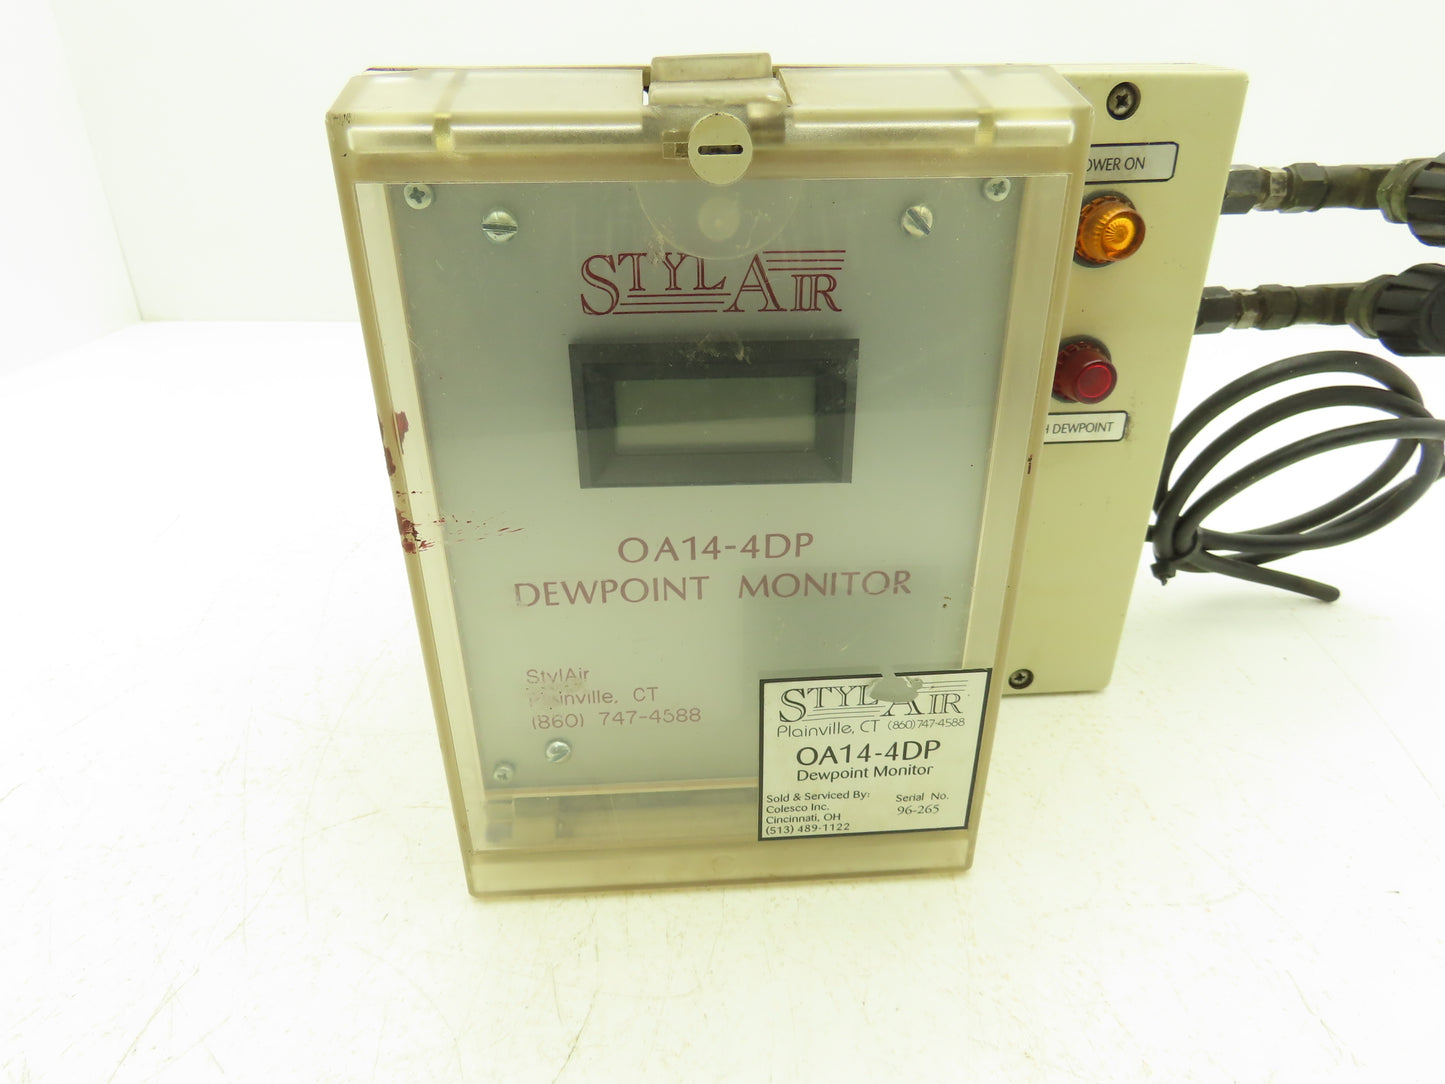 STYLAIR
OA14-4DP
DEWPOINT MONITOR
StylAir
Plainville, CT
(860) 747-4588
STYLAIR
Plainville, CT (860)747-4588
OA14-4DP
Dewpoint Monitor
Sold & Serviced By:
Colesco Inc.
Cincinnati, OH
(513) 489-1122
Serial No.
96-265
OWER ON
H DEWPOINT